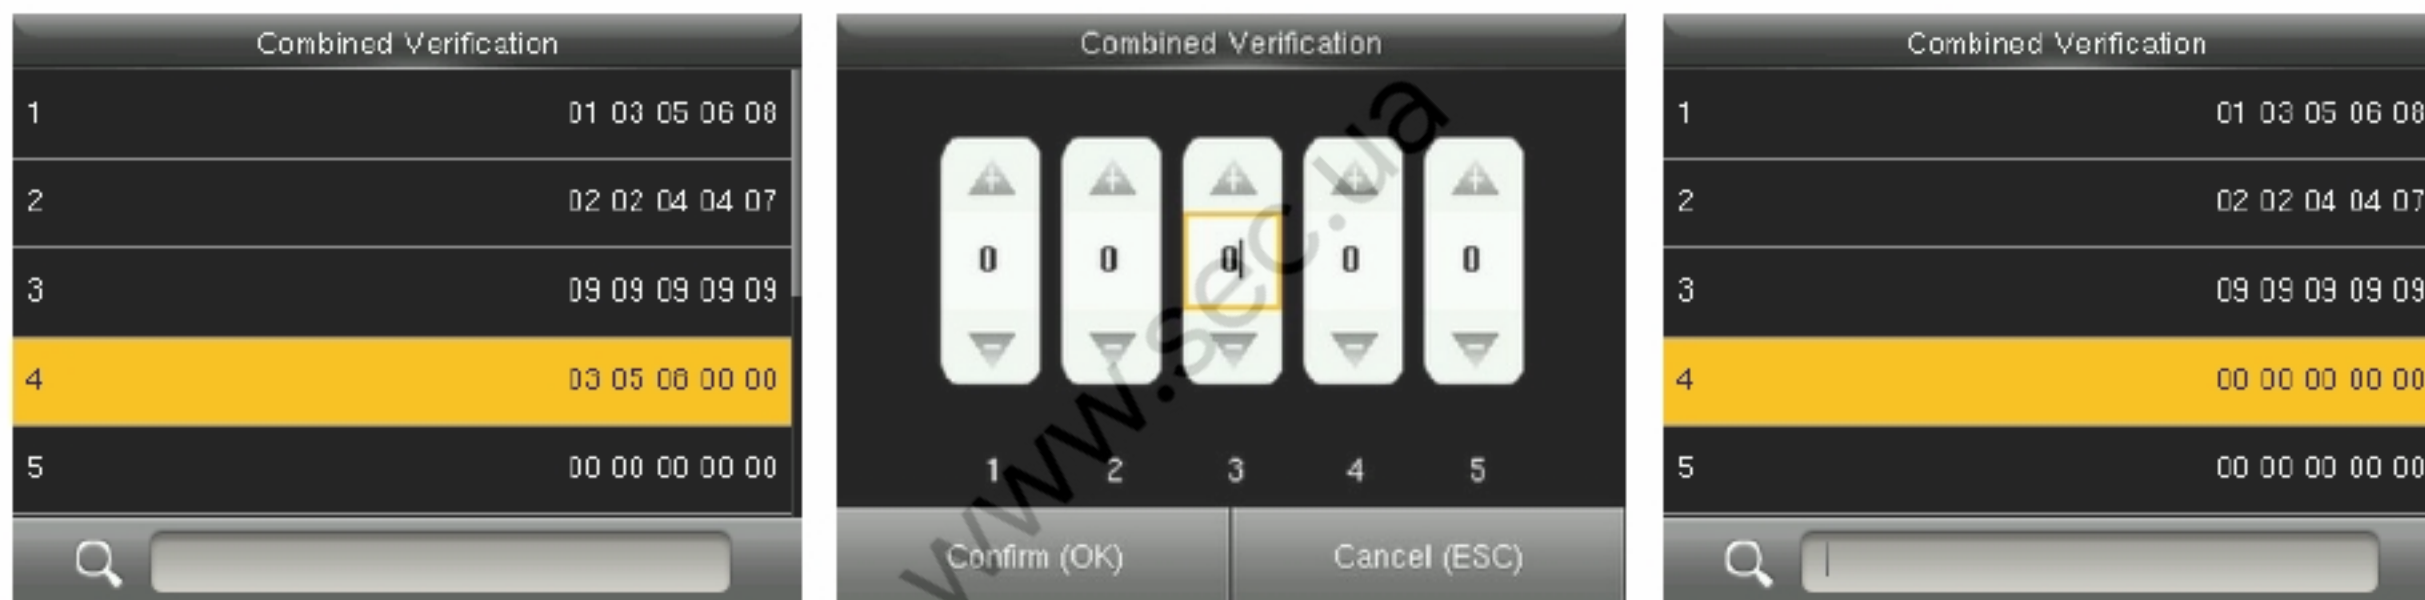 Combined Verification
1 01 03 05 06 08
2 02 02 04 04 07
3 09 09 09 09 09
4 03 05 08 00 00
5 00 00 00 00 00
Combined Verification
0 0 0 0 0
1 2 3 4 5
Confirm (OK) Cancel (ESC)
www.sec.ua
Combined Verification
1 01 03 05 06 08
2 02 02 04 04 07
3 09 09 09 09 09
4 00 00 00 00 00
5 00 00 00 00 00